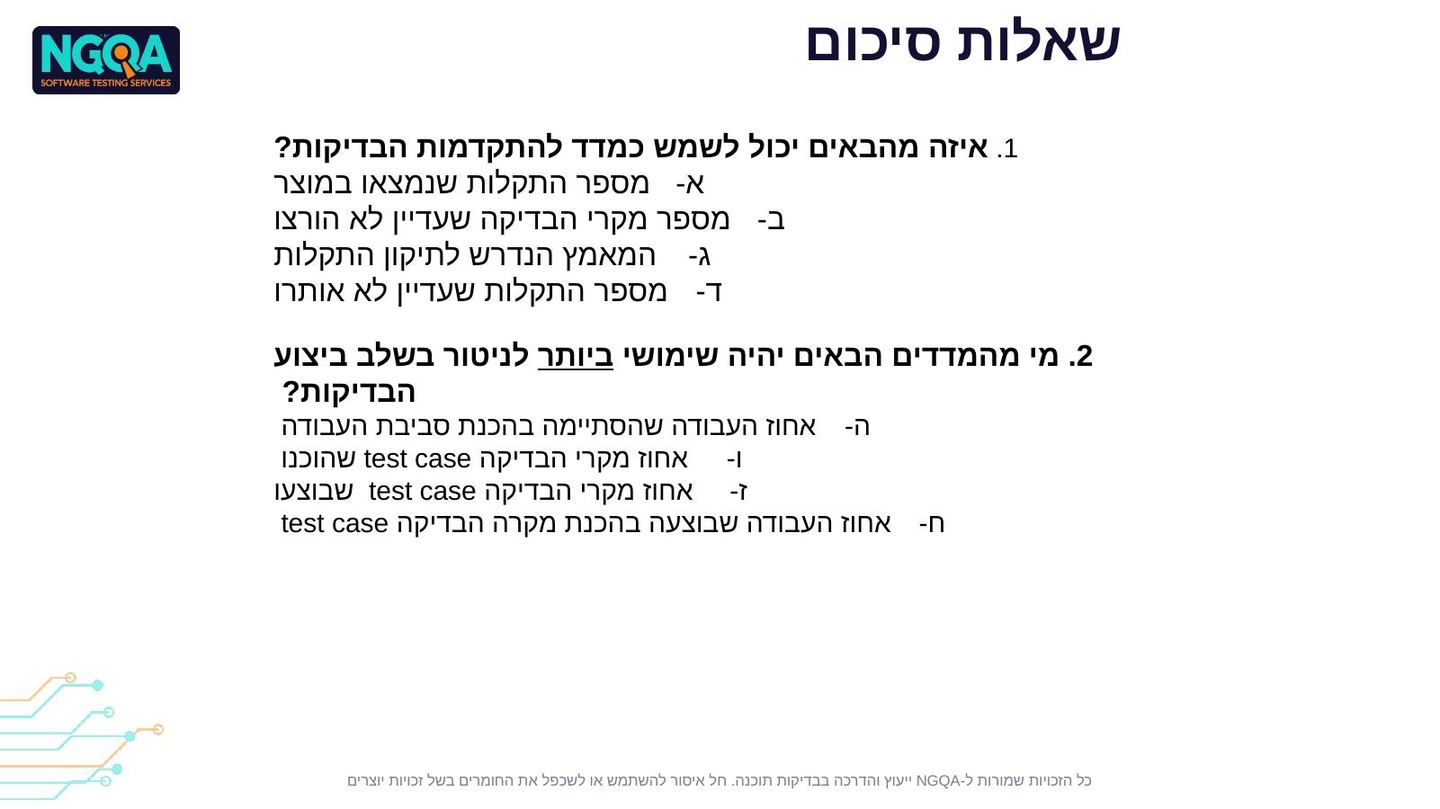 NGQA
SOFTWARE TESTING SERVICES
שאלות סיכום
1. איזה מהבאים יכול לשמש כמדד להתקדמות הבדיקות?
א- מספר התקלות שנמצאו במוצר
ב- מספר מקרי הבדיקה שעדיין לא הורצו
ג- המאמץ הנדרש לתיקון התקלות
ד- מספר התקלות שעדיין לא אותרו
2. מי מהמדדים הבאים יהיה שימושי ביותר לניטור בשלב ביצוע
הבדיקות?
ה- אחוז העבודה שהסתיימה בהכנת סביבת העבודה
ו- אחוז מקרי הבדיקה test case שהוכנו
ז- אחוז מקרי הבדיקה test case שבוצעו
ח- אחוז העבודה שבוצעה בהכנת מקרה הבדיקה test case
כל הזכויות שמורות ל-NGQA ייעוץ והדרכה בבדיקות תוכנה. חל איסור להשתמש או לשכפל את החומרים בשל זכויות יוצרים